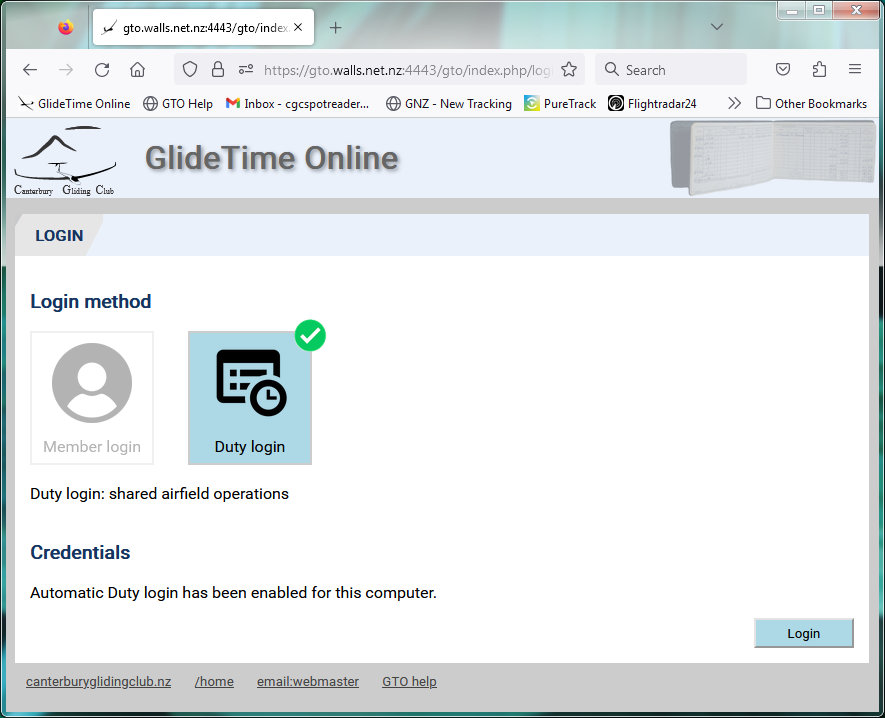 gto.walls.net.nz:4443/gto/index.
https://gto.walls.net.nz:4443/gto/index.php/logi
Search
GlideTime Online
GTO Help
Inbox - cgcspotreader...
GNZ - New Tracking
PureTrack
Flightradar24
Other Bookmarks
Canterbury Gliding Club
GlideTime Online
LOGIN
Login method
Member login
Duty login
Duty login: shared airfield operations
Credentials
Automatic Duty login has been enabled for this computer.
Login
canterburyglidingclub.nz
/home
email:webmaster
GTO help